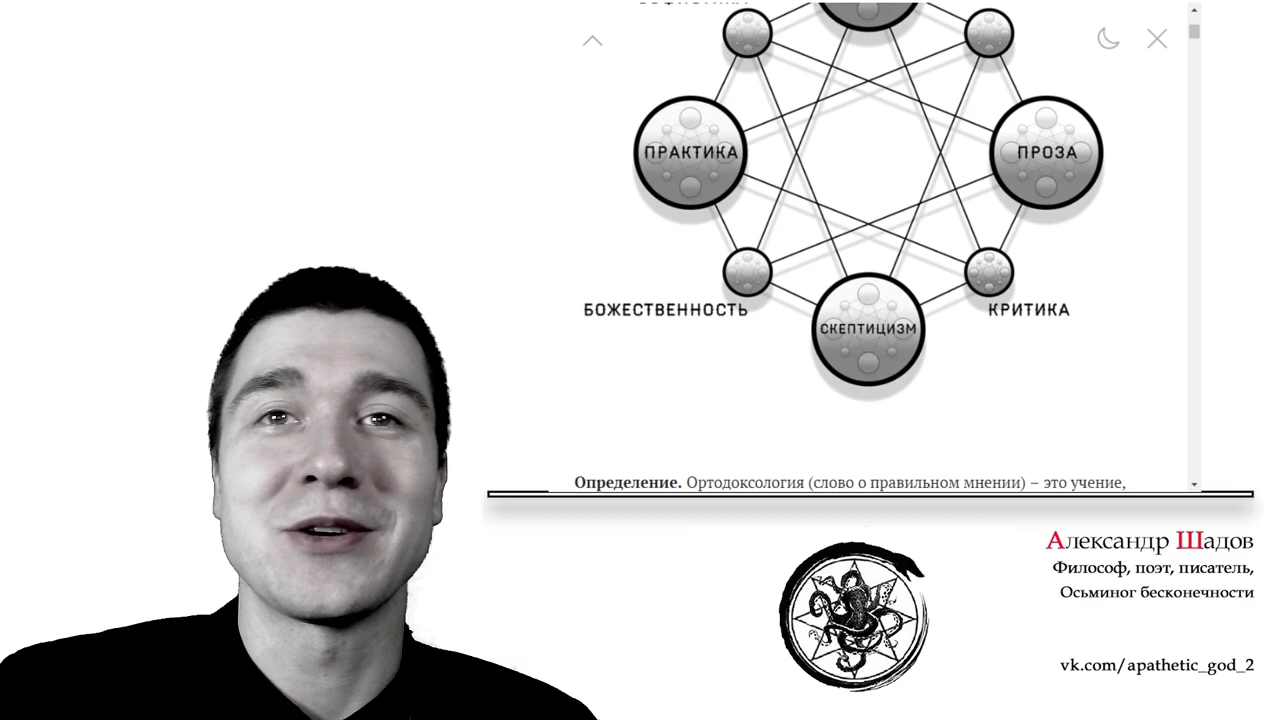 ПРАКТИКА
ПРОЗА
БОЖЕСТВЕННОСТЬ
КРИТИКА
СКЕПТИЦИЗМ
Определение. Ортодоксология (слово о правильном мнении) – это учение,
Александр Шадов
Философ, поэт, писатель,
Осьминог бесконечности
vk.com/apathetic_god_2